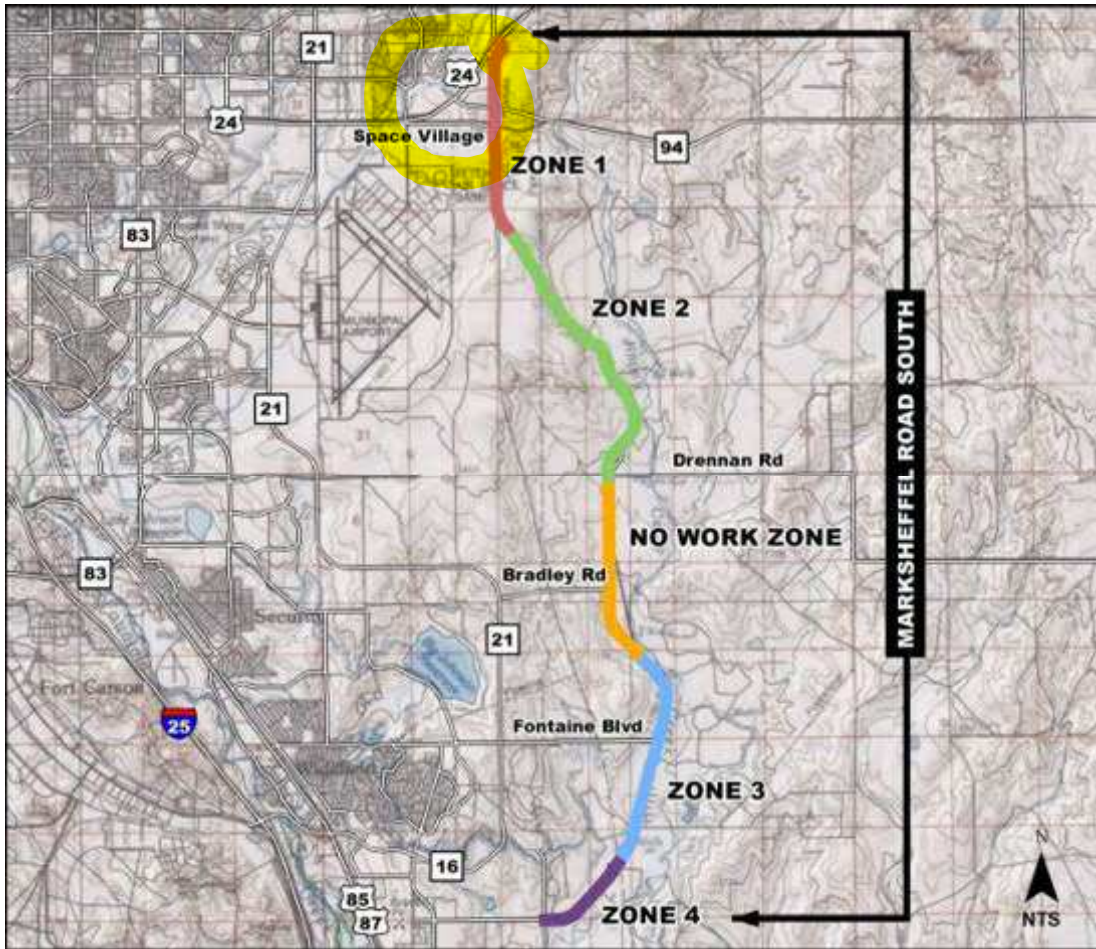 SPRINGS
21
24
24
Space Village
94
ZONE 1
83
ZONE 2
MUNICIPAL
AIRPORT
21
31
Drennan Rd
MARKSHEFFEL ROAD SOUTH
NO WORK ZONE
83
Bradley Rd
Security
21
Fort Carson
25
Fontaine Blvd
ZONE 3
N
16
85
87
ZONE 4
NTS